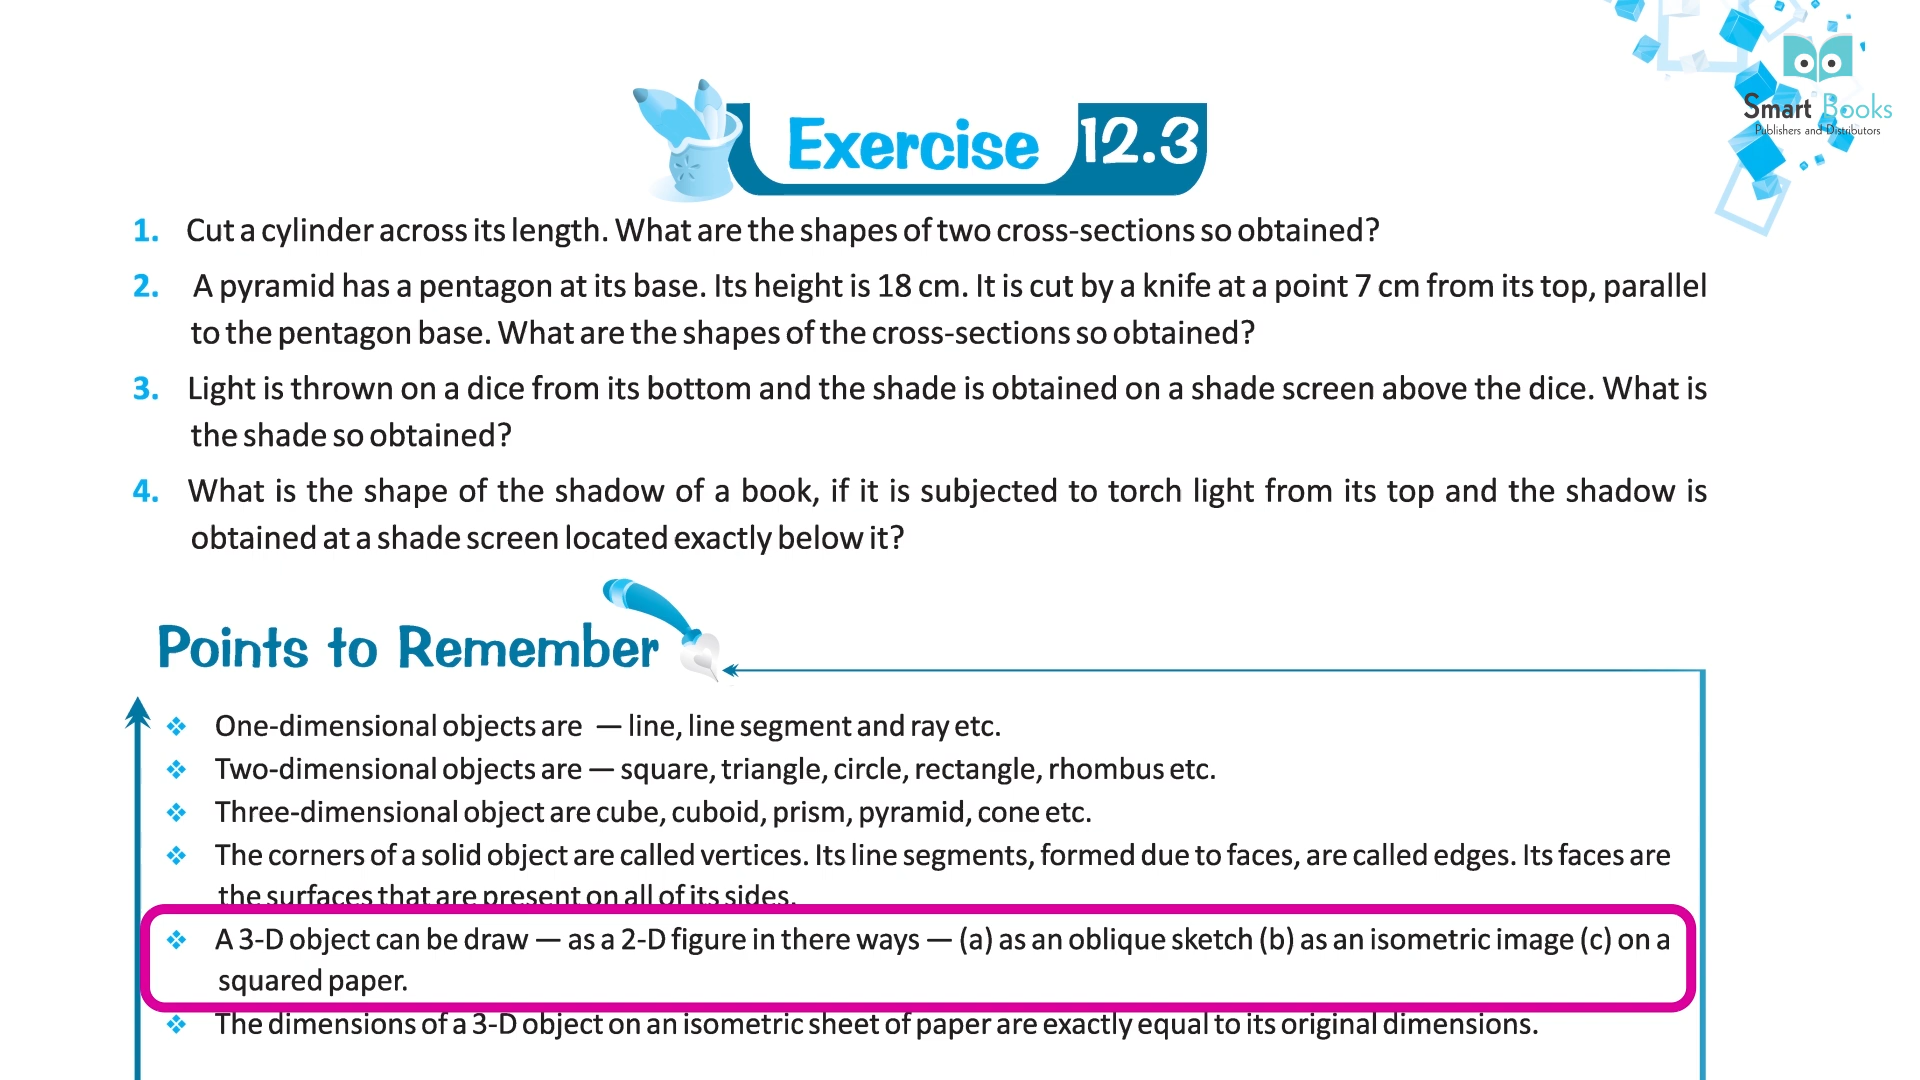 Smart Books
Publishers and Distributors
Exercise 12.3
1. Cut a cylinder across its length. What are the shapes of two cross-sections so obtained?
2. A pyramid has a pentagon at its base. Its height is 18 cm. It is cut by a knife at a point 7 cm from its top, parallel
to the pentagon base. What are the shapes of the cross-sections so obtained?
3. Light is thrown on a dice from its bottom and the shade is obtained on a shade screen above the dice. What is
the shade so obtained?
4. What is the shape of the shadow of a book, if it is subjected to torch light from its top and the shadow is
obtained at a shade screen located exactly below it?
Points to Remember
❖ One-dimensional objects are — line, line segment and ray etc.
❖ Two-dimensional objects are — square, triangle, circle, rectangle, rhombus etc.
❖ Three-dimensional object are cube, cuboid, prism, pyramid, cone etc.
❖ The corners of a solid object are called vertices. Its line segments, formed due to faces, are called edges. Its faces are
the surfaces that are present on all of its sides.
❖ A 3-D object can be draw — as a 2-D figure in there ways — (a) as an oblique sketch (b) as an isometric image (c) on a
squared paper.
❖ The dimensions of a 3-D object on an isometric sheet of paper are exactly equal to its original dimensions.